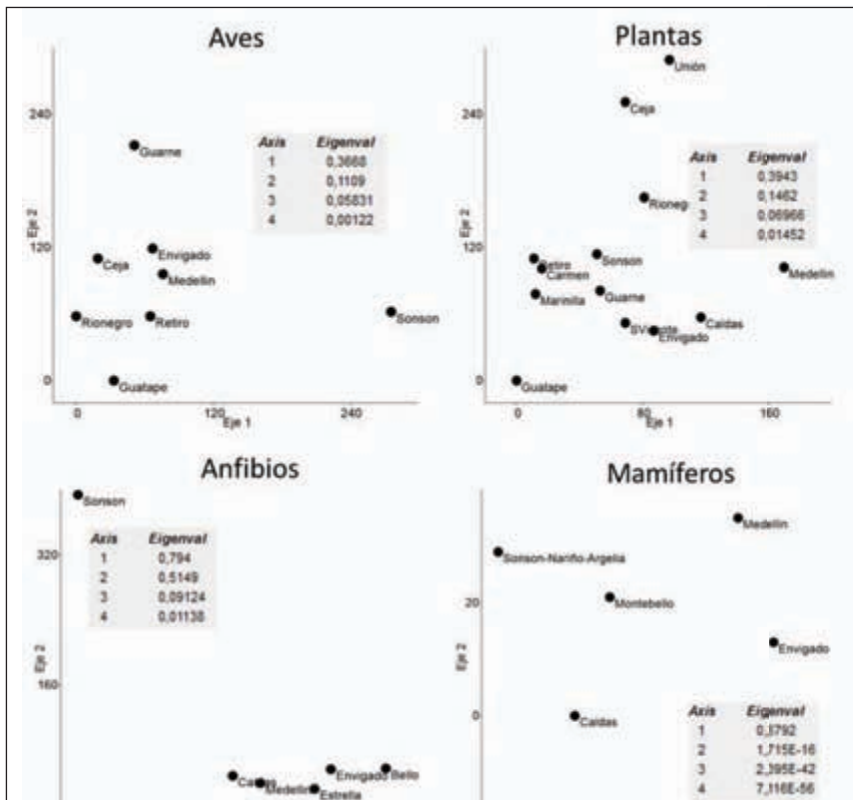 Aves
Eje 2
240
120
0
0
120
240
Eje 1
Guarne
Ceja
Envigado
Medellin
Rionegro
Retiro
Sonson
Guatape
Axis Eigenval
1 0,3668
2 0,1109
3 0,05831
4 0,00122
Plantas
Eje 2
240
120
0
0
80
160
Eje 1
Unión
Ceja
Rioneg
Sonson
Carmen
Medellin
Marinilla
Guarne
Caldas
Envigado
Guatape
Axis Eigenval
1 0,3943
2 0,1462
3 0,06966
4 0,01452
Anfibios
Eje 2
320
160
Sonson
Medellin
Estrella
Envigado
Bello
Axis Eigenval
1 0,794
2 0,5149
3 0,09124
4 0,01138
Mamíferos
Eje 2
20
0
Medellin
Sonson-Nariño-Argelia
Montebello
Envigado
Caldas
Axis Eigenval
1
2 1,715E-16
3 2,395E-42
4 7,116E-56